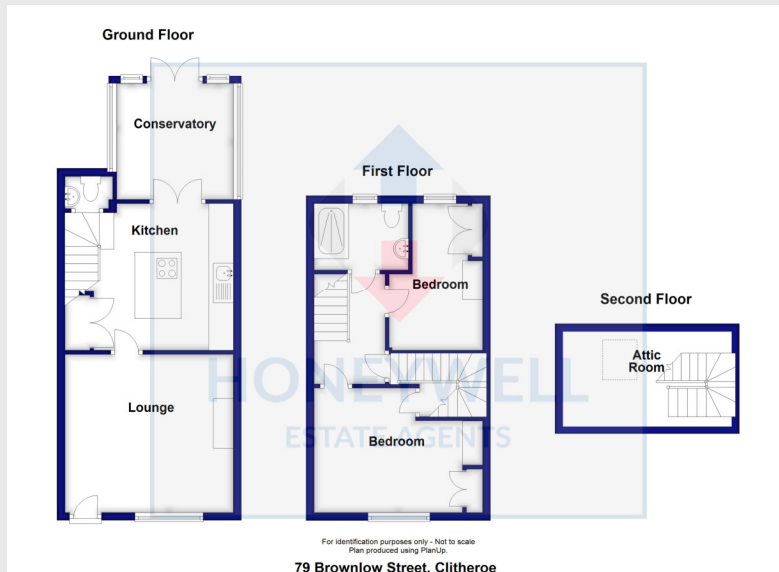 Ground Floor
Conservatory
First Floor
Kitchen
Bedroom
Second Floor
Attic
Room
HONEYWELL
Lounge
ESTATE AGENTS
Bedroom
For identification purposes only - Not to scale
Plan produced using PlanUp.
79 Brownlow Street, Clitheroe